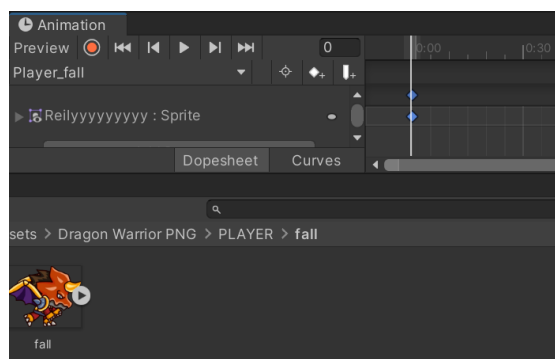 Animation
Preview 0 0:00 0:30
Player_fall
Reilyyyyyyyyy : Sprite
Dopesheet Curves
sets > Dragon Warrior PNG > PLAYER > fall
fall